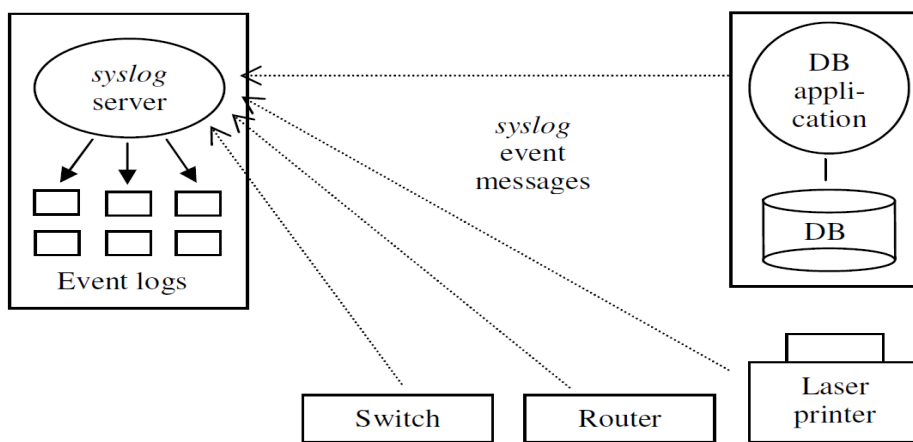 syslog
server
Event logs
syslog
event
messages
DB
appli-
cation
DB
Switch
Router
Laser
printer